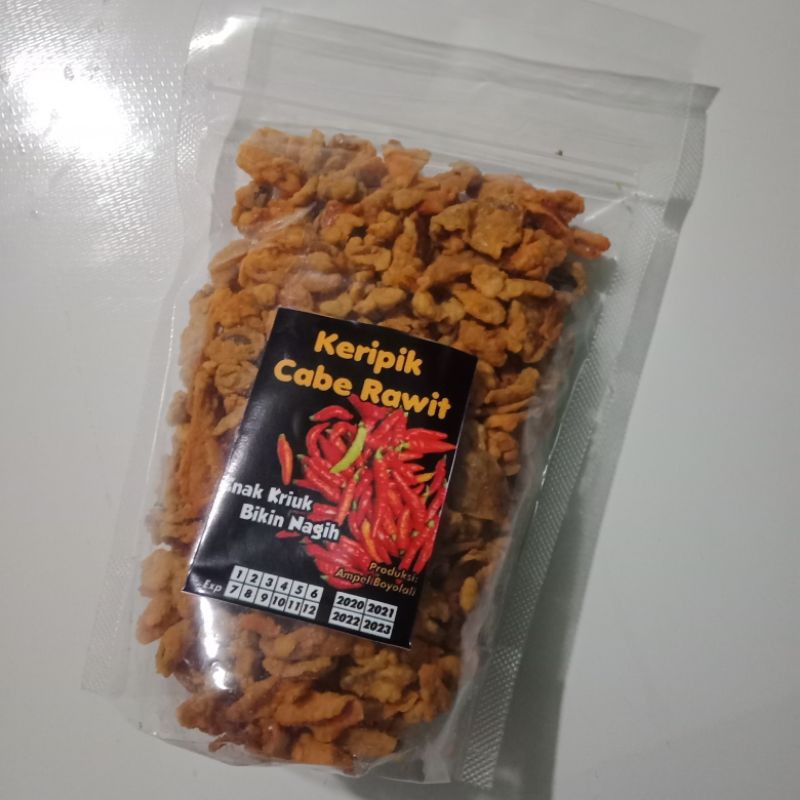 Keripik
Cabe Rawit
Enak Kriuk
Bikin Nagih
Produksi:
Ampel Boyolali
Exp
1 2 3 4 5 6
7 8 9 10 11 12
2020 2021
2022 2023